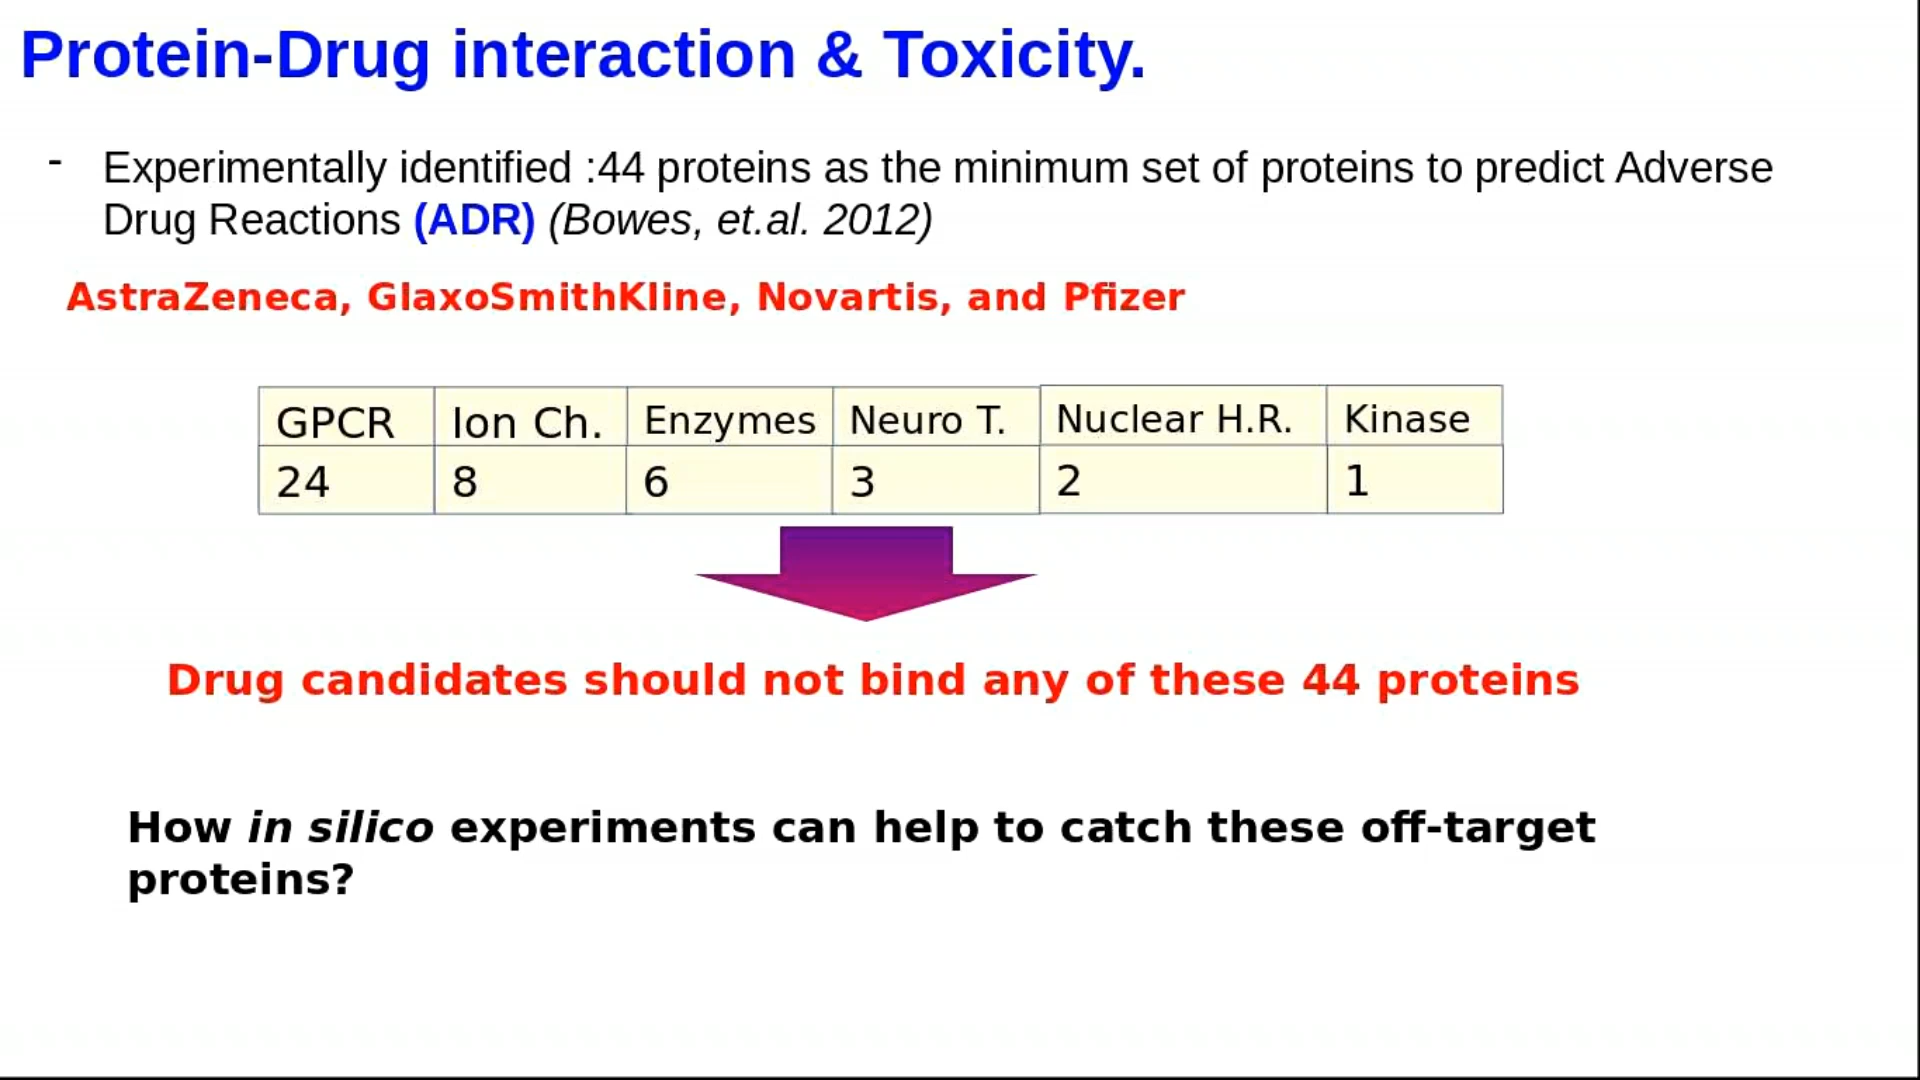 Protein-Drug interaction & Toxicity.
- Experimentally identified :44 proteins as the minimum set of proteins to predict Adverse
Drug Reactions (ADR) (Bowes, et.al. 2012)
AstraZeneca, GlaxoSmithKline, Novartis, and Pfizer
GPCR Ion Ch. Enzymes Neuro T. Nuclear H.R. Kinase
24 8 6 3 2 1
Drug candidates should not bind any of these 44 proteins
How in silico experiments can help to catch these off-target
proteins?